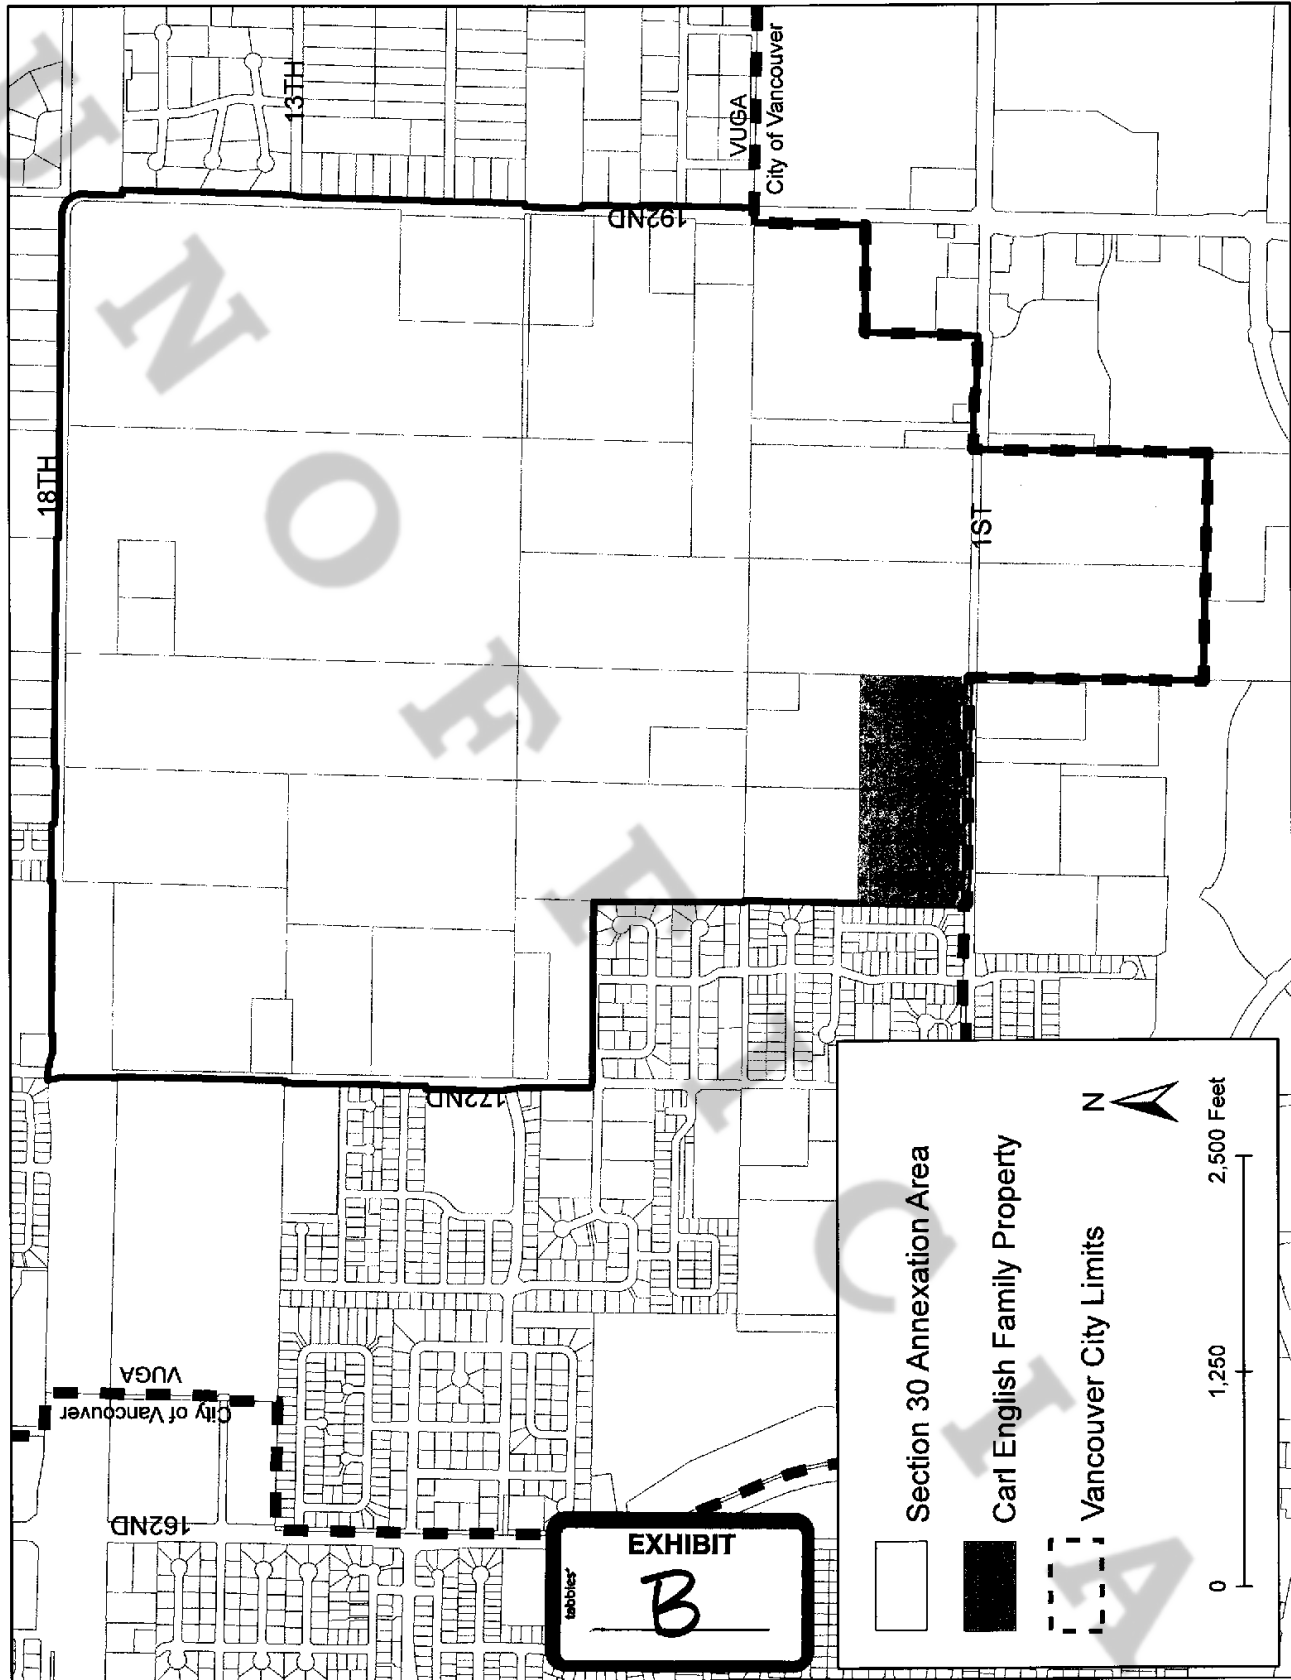 13TH
VUGA
City of Vancouver
192ND
18TH
1ST
172ND
VUGA
City of Vancouver
162ND
Section 30 Annexation Area
Carl English Family Property
Vancouver City Limits
N
0 1,250 2,500 Feet
tabbies'
EXHIBIT
B
UNOFFICIA